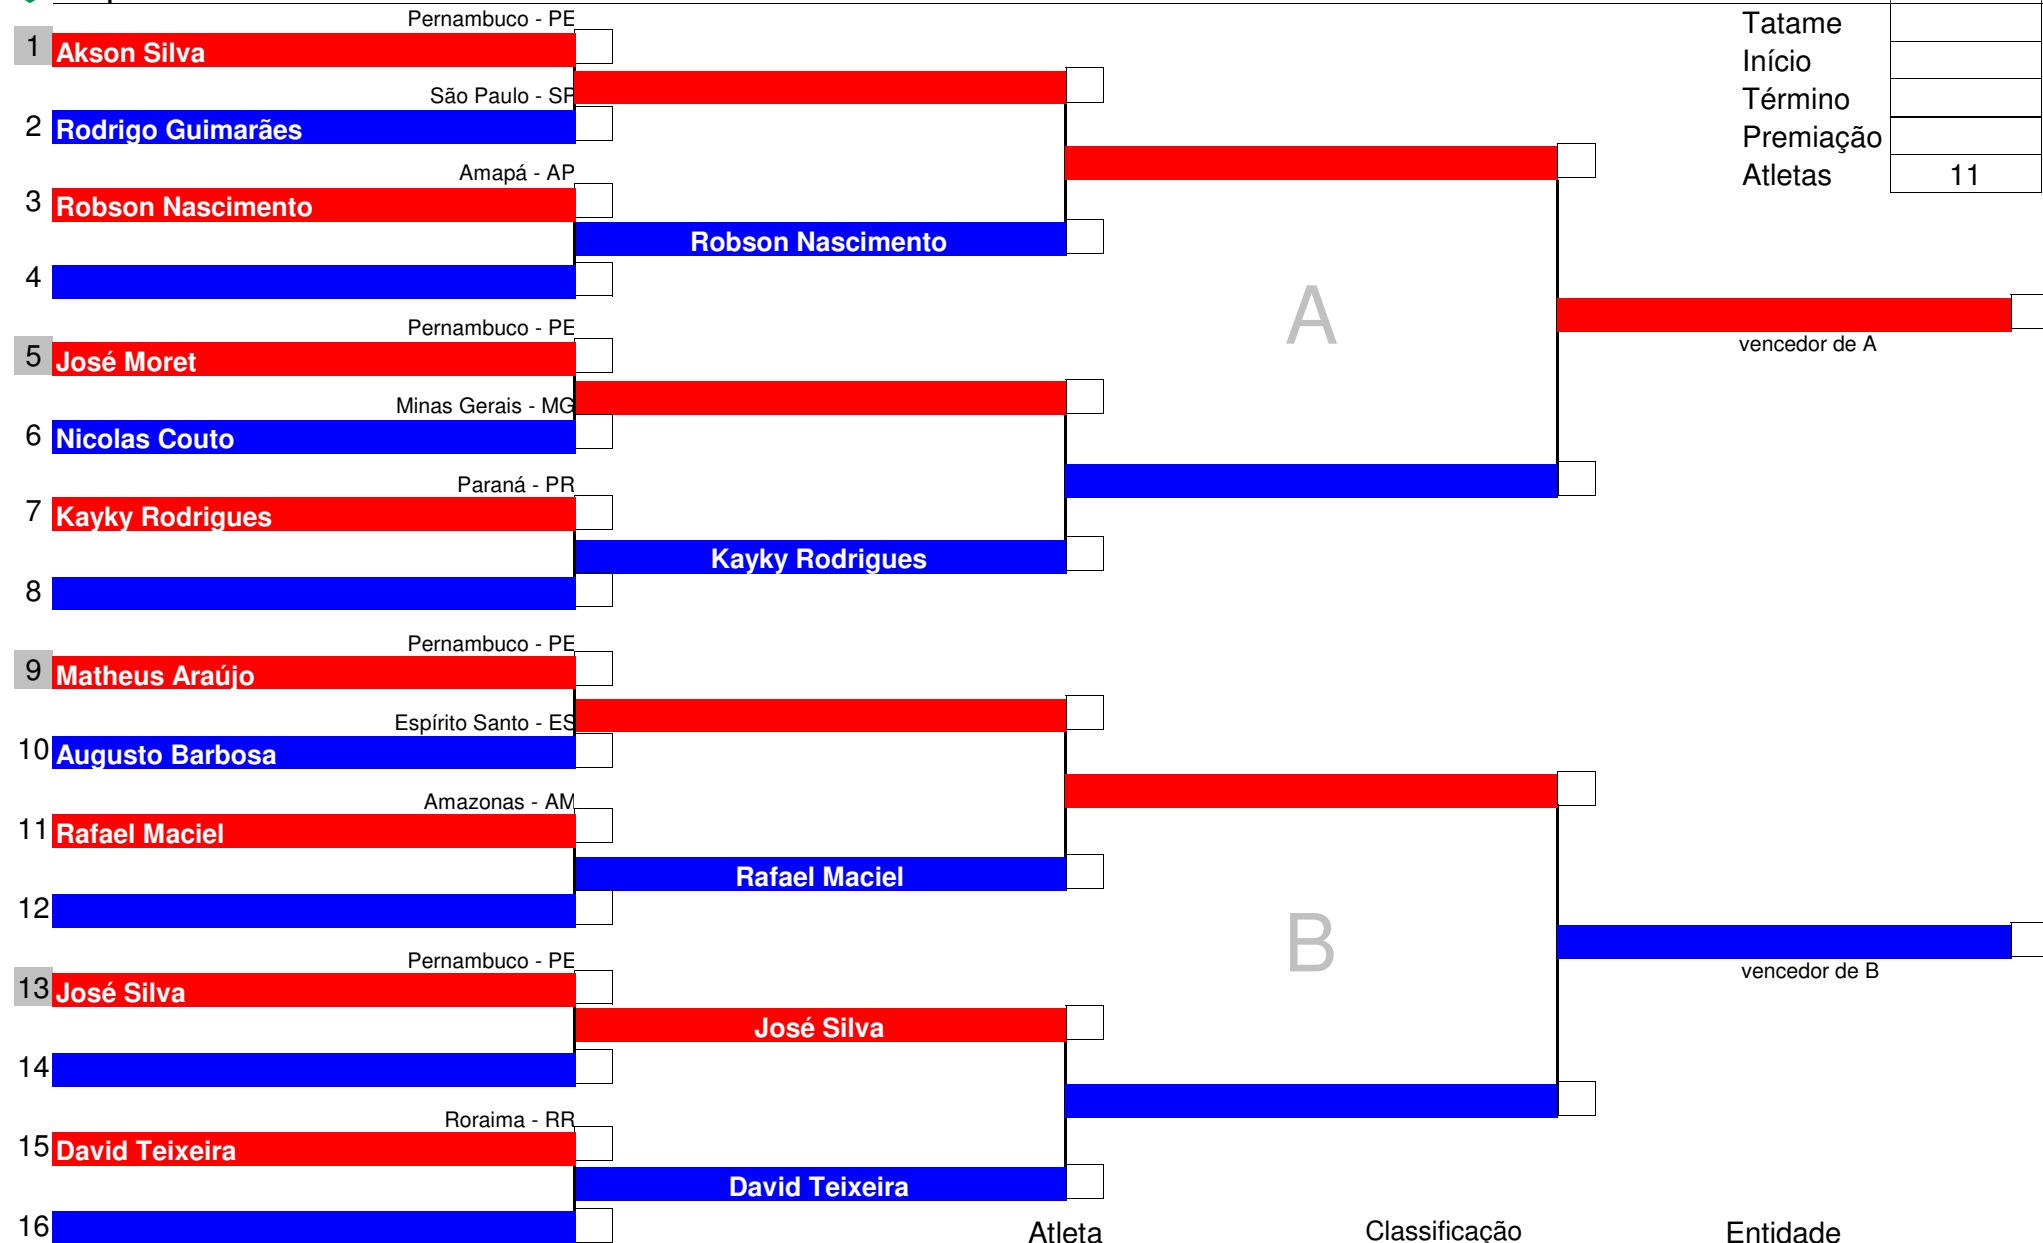 Pernambuco - PE
1 Akson Silva
São Paulo - SP
2 Rodrigo Guimarães
Amapá - AP
3 Robson Nascimento
Robson Nascimento
4
Pernambuco - PE
5 José Moret
Minas Gerais - MG
6 Nicolas Couto
Paraná - PR
7 Kayky Rodrigues
Kayky Rodrigues
8
Pernambuco - PE
9 Matheus Araújo
Espírito Santo - ES
10 Augusto Barbosa
Amazonas - AM
11 Rafael Maciel
Rafael Maciel
12
Pernambuco - PE
13 José Silva
José Silva
14
Roraima - RR
15 David Teixeira
David Teixeira
16
A
B
vencedor de A
vencedor de B
Tatame
Início
Término
Premiação
Atletas 11
Atleta Classificação Entidade